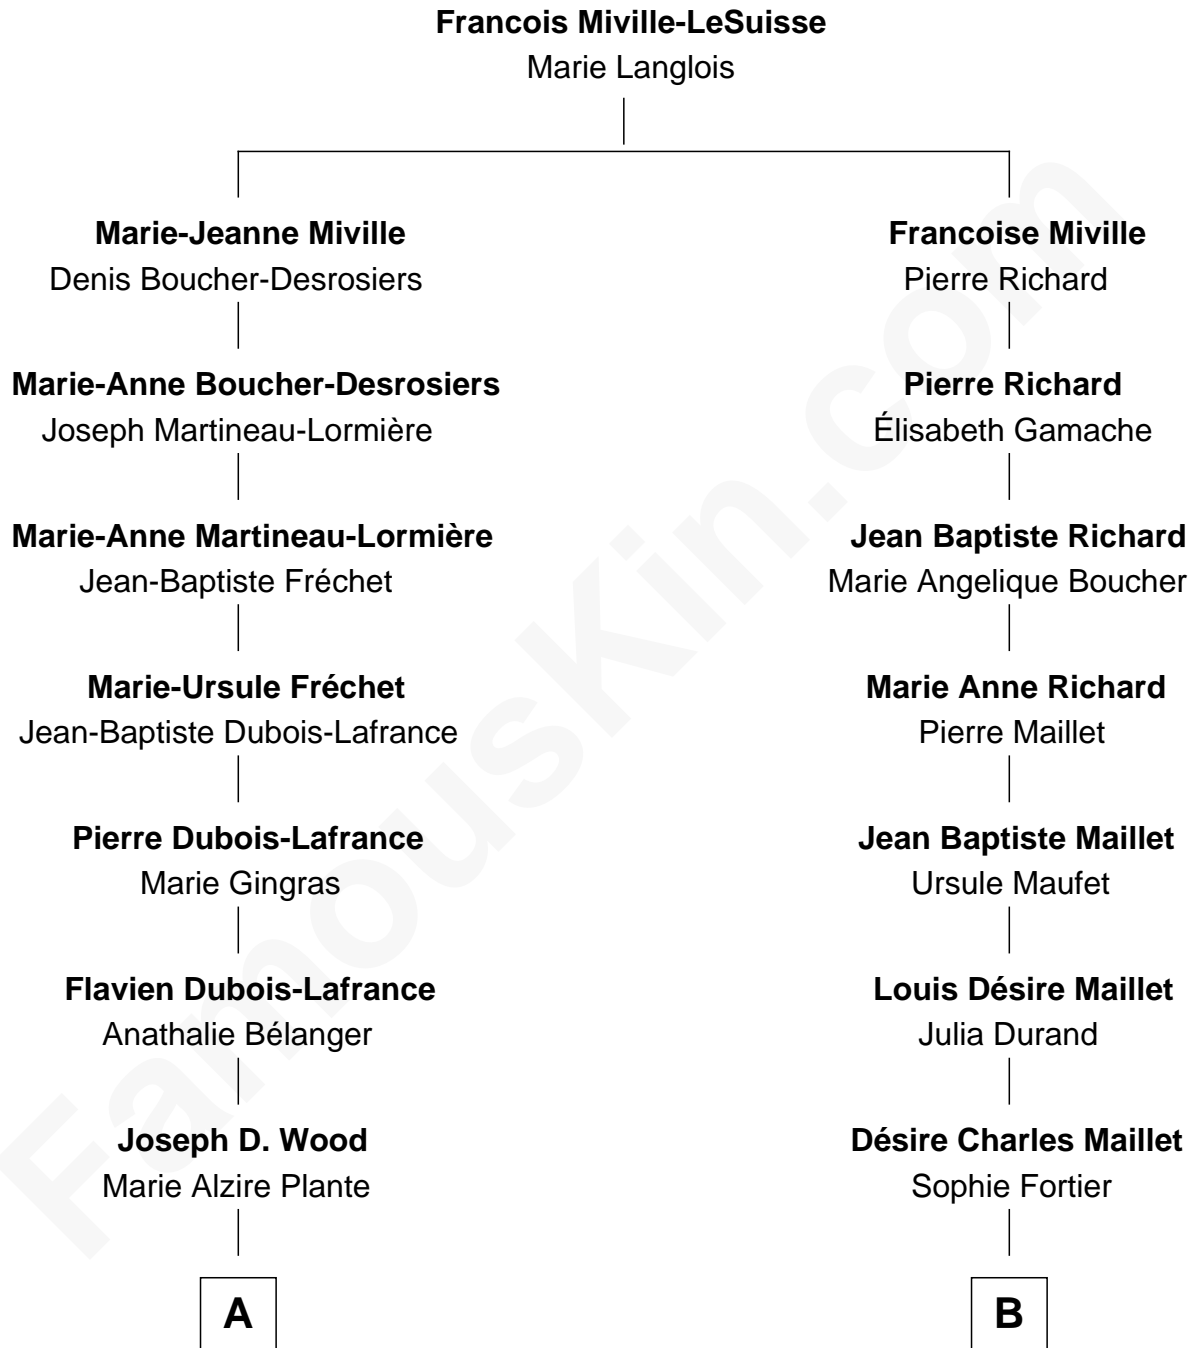 Francois Miville-LeSuisse
Marie Langlois
Marie-Jeanne Miville
Denis Boucher-Desrosiers
Francoise Miville
Pierre Richard
Marie-Anne Boucher-Desrosiers
Joseph Martineau-Lormière
Pierre Richard
Élisabeth Gamache
Marie-Anne Martineau-Lormière
Jean-Baptiste Fréchet
Jean Baptiste Richard
Marie Angelique Boucher
Marie-Ursule Fréchet
Jean-Baptiste Dubois-Lafrance
Marie Anne Richard
Pierre Maillet
Pierre Dubois-Lafrance
Marie Gingras
Jean Baptiste Maillet
Ursule Maufet
Flavien Dubois-Lafrance
Anathalie Bélanger
Louis Désire Maillet
Julia Durand
Joseph D. Wood
Marie Alzire Plante
Désire Charles Maillet
Sophie Fortier
A
B
FamousKin.com